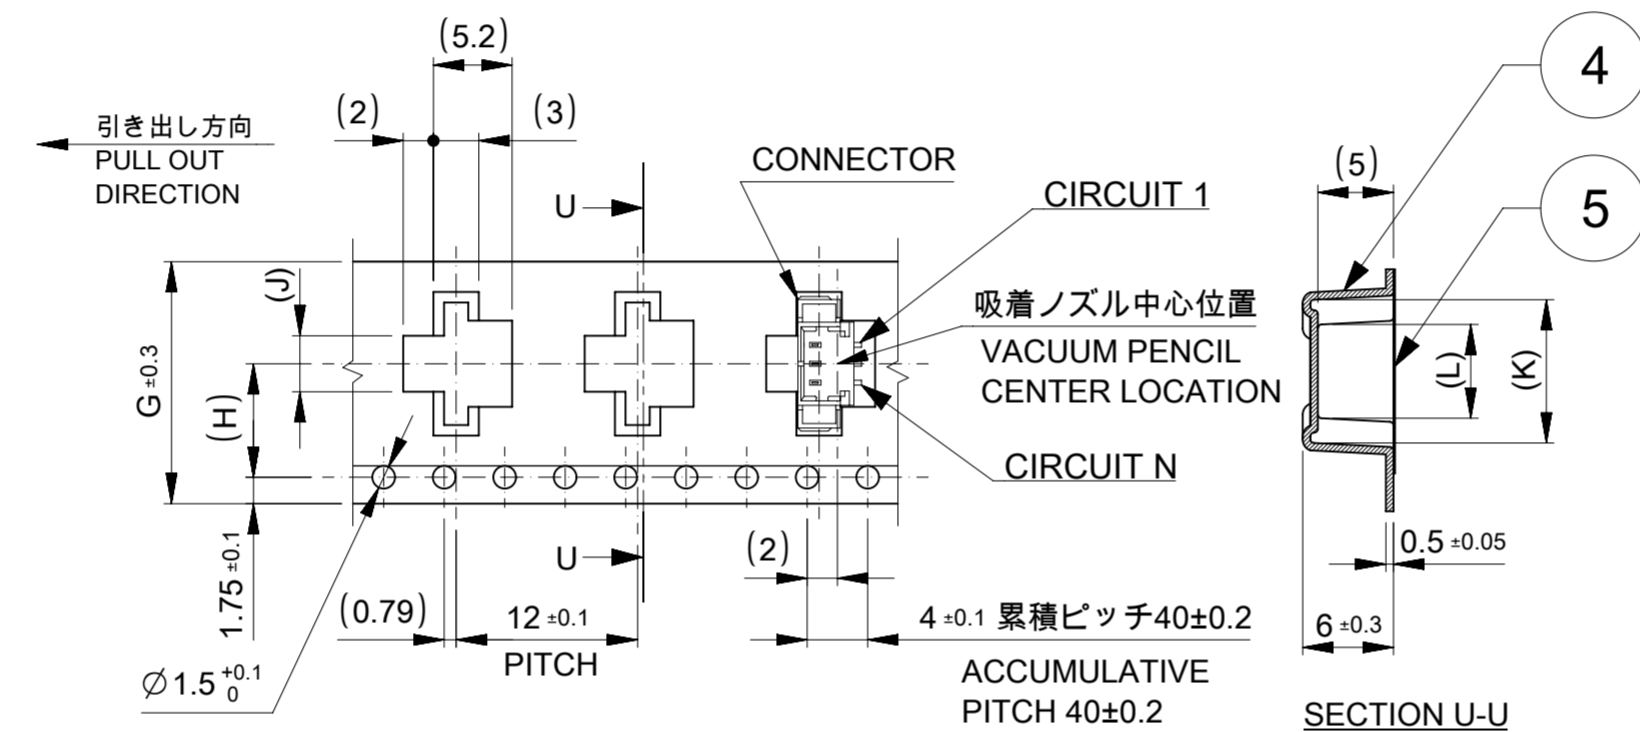 (5.2)
(2)
(3)
引き出し方向
PULL OUT
DIRECTION
CONNECTOR
U
CIRCUIT 1
(J)
吸着ノズル中心位置
VACUUM PENCIL
CENTER LOCATION
G ±0.3
(H)
CIRCUIT N
1.75 ±0.1
U
(2)
(0.79)
12 ±0.1
PITCH
4 ±0.1 累積ピッチ40±0.2
ACCUMULATIVE
PITCH 40±0.2
∅1.5 +0.1 0
4
(5)
5
(L)
(K)
0.5 ±0.05
6 ±0.3
SECTION U-U